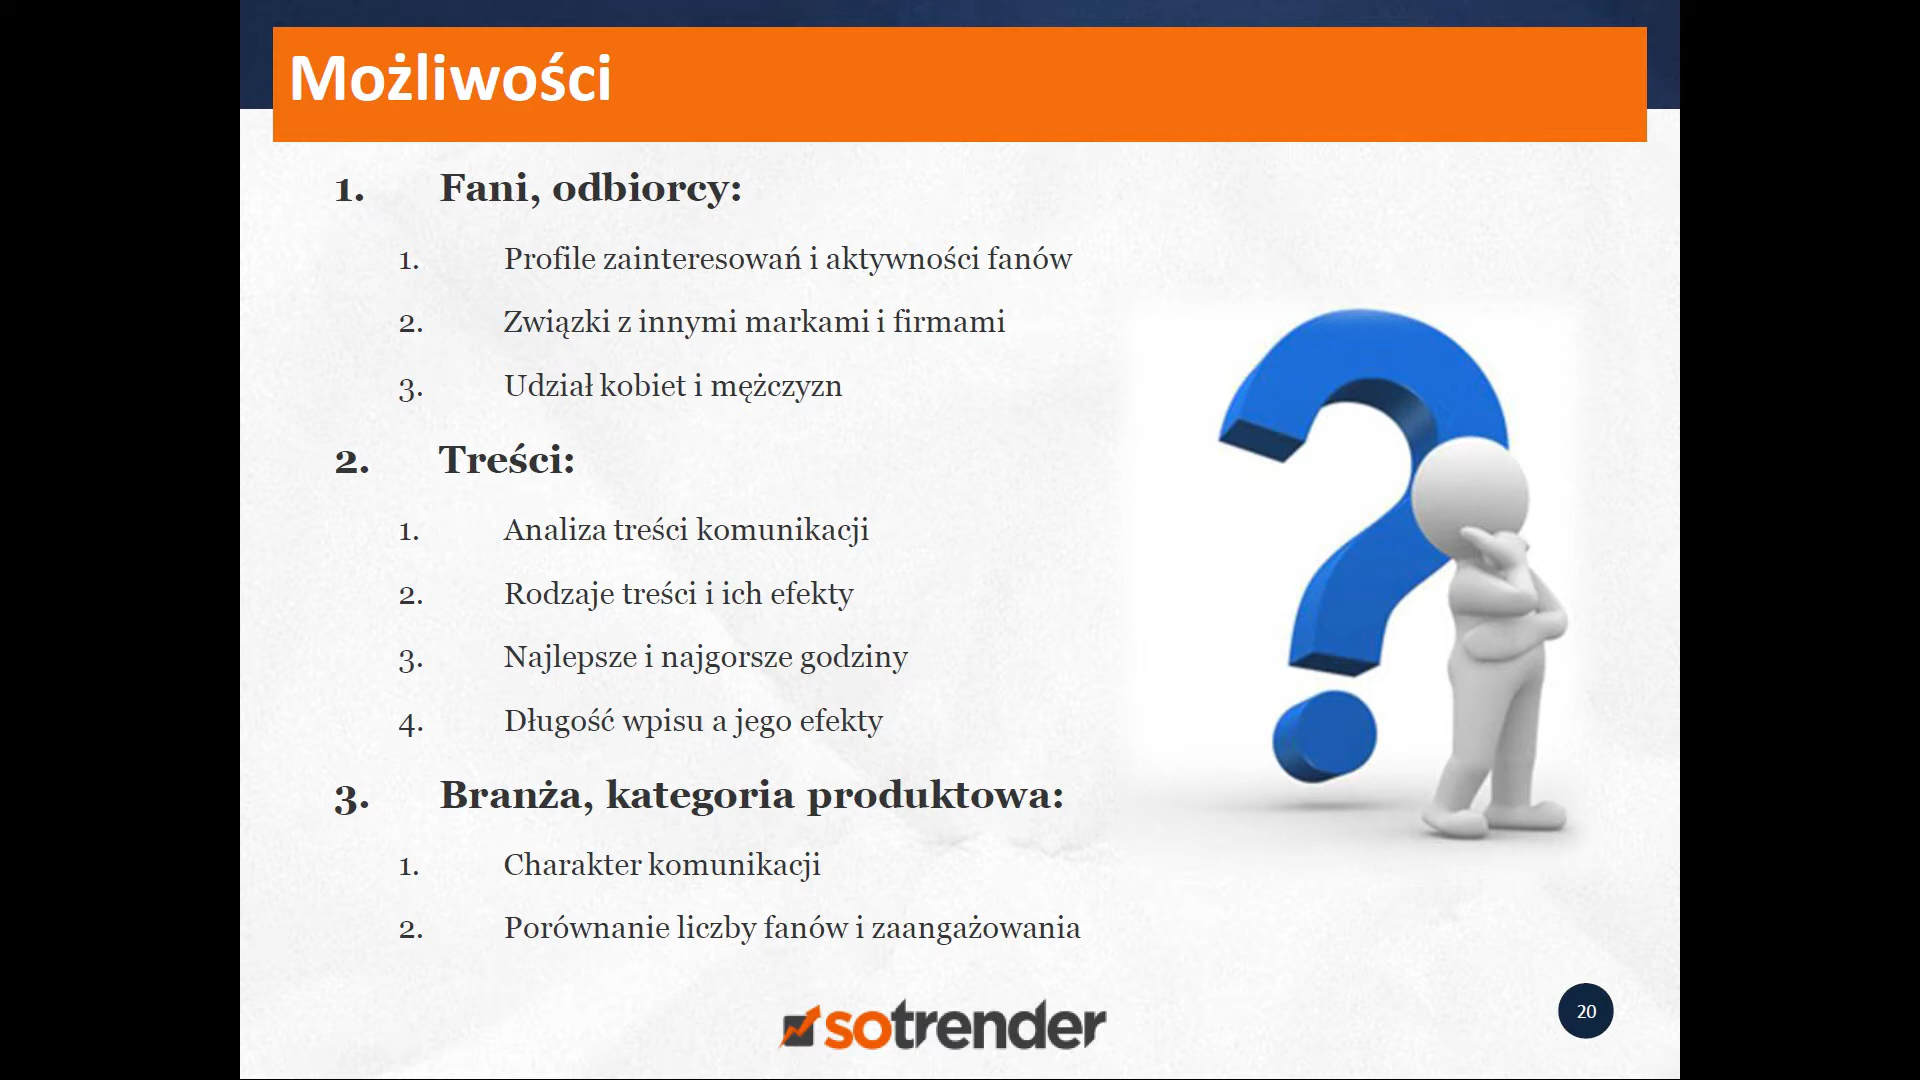 Możliwości
1. Fani, odbiorcy:
1. Profile zainteresowań i aktywności fanów
2. Związki z innymi markami i firmami
3. Udział kobiet i mężczyzn
2. Treści:
1. Analiza treści komunikacji
2. Rodzaje treści i ich efekty
3. Najlepsze i najgorsze godziny
4. Długość wpisu a jego efekty
3. Branża, kategoria produktowa:
1. Charakter komunikacji
2. Porównanie liczby fanów i zaangażowania
sotrender
20